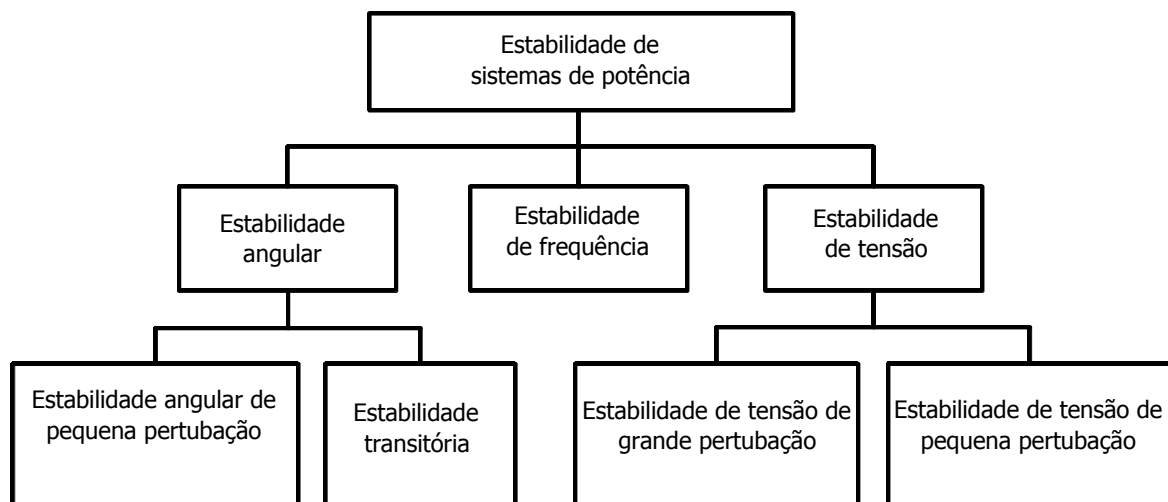 Estabilidade de
sistemas de potência
Estabilidade
angular
Estabilidade
de frequência
Estabilidade
de tensão
Estabilidade angular de
pequena pertubação
Estabilidade
transitória
Estabilidade de tensão de
grande pertubação
Estabilidade de tensão de
pequena pertubação